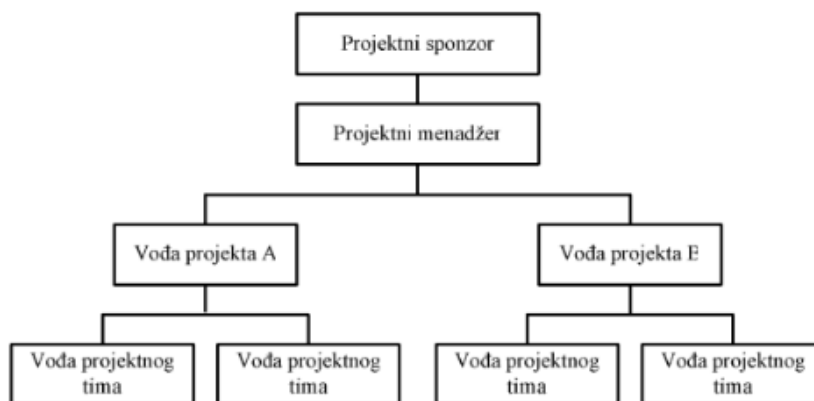 Projektni sponzor
Projektni menadžer
Vođa projekta A
Vođa projekta B
Vođa projektnog
tima
Vođa projektnog
tima
Vođa projektnog
tima
Vođa projektnog
tima